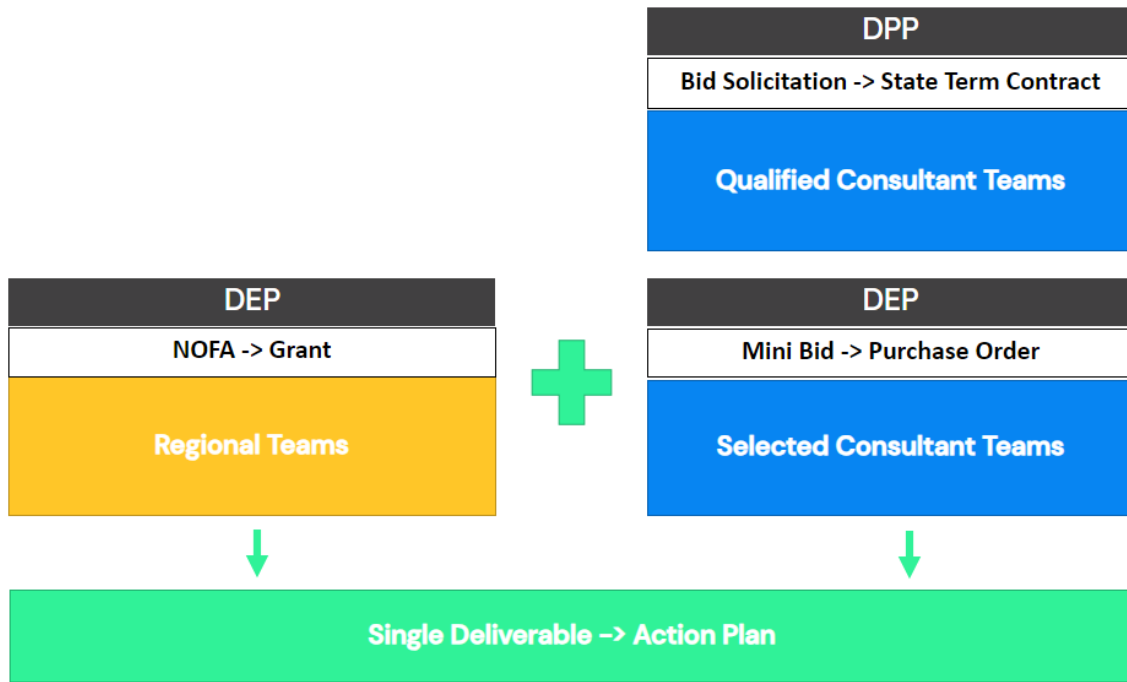 DPP
Bid Solicitation -> State Term Contract
Qualified Consultant Teams
DEP
NOFA -> Grant
Regional Teams
DEP
Mini Bid -> Purchase Order
Selected Consultant Teams
Single Deliverable -> Action Plan